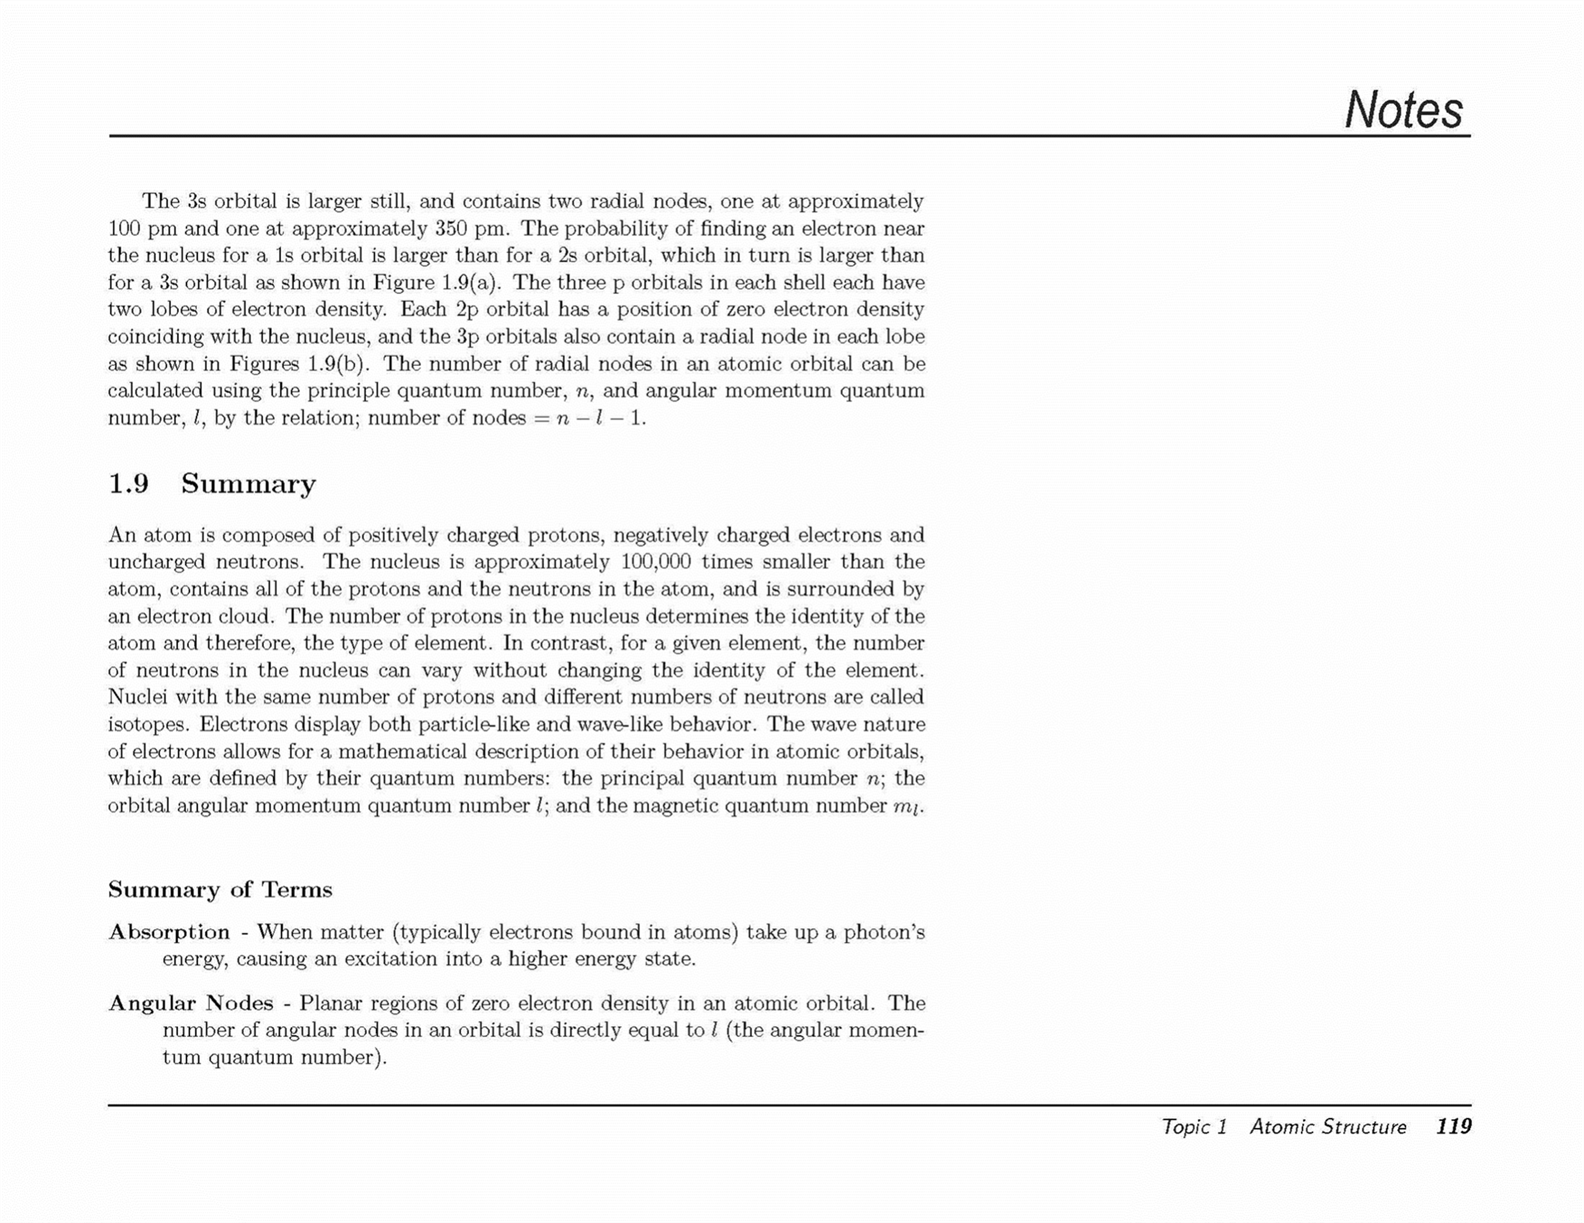 Notes
The 3s orbital is larger still, and contains two radial nodes, one at approximately
100 pm and one at approximately 350 pm. The probability of finding an electron near
the nucleus for a 1s orbital is larger than for a 2s orbital, which in turn is larger than
for a 3s orbital as shown in Figure 1.9(a). The three p orbitals in each shell each have
two lobes of electron density. Each 2p orbital has a position of zero electron density
coinciding with the nucleus, and the 3p orbitals also contain a radial node in each lobe
as shown in Figures 1.9(b). The number of radial nodes in an atomic orbital can be
calculated using the principle quantum number, n, and angular momentum quantum
number, l, by the relation; number of nodes = n − l − 1.
1.9 Summary
An atom is composed of positively charged protons, negatively charged electrons and
uncharged neutrons. The nucleus is approximately 100,000 times smaller than the
atom, contains all of the protons and the neutrons in the atom, and is surrounded by
an electron cloud. The number of protons in the nucleus determines the identity of the
atom and therefore, the type of element. In contrast, for a given element, the number
of neutrons in the nucleus can vary without changing the identity of the element.
Nuclei with the same number of protons and different numbers of neutrons are called
isotopes. Electrons display both particle-like and wave-like behavior. The wave nature
of electrons allows for a mathematical description of their behavior in atomic orbitals,
which are defined by their quantum numbers: the principal quantum number n; the
orbital angular momentum quantum number l; and the magnetic quantum number mₗ.
Summary of Terms
Absorption - When matter (typically electrons bound in atoms) take up a photon's
energy, causing an excitation into a higher energy state.
Angular Nodes - Planar regions of zero electron density in an atomic orbital. The
number of angular nodes in an orbital is directly equal to l (the angular momen-
tum quantum number).
Topic 1 Atomic Structure 119